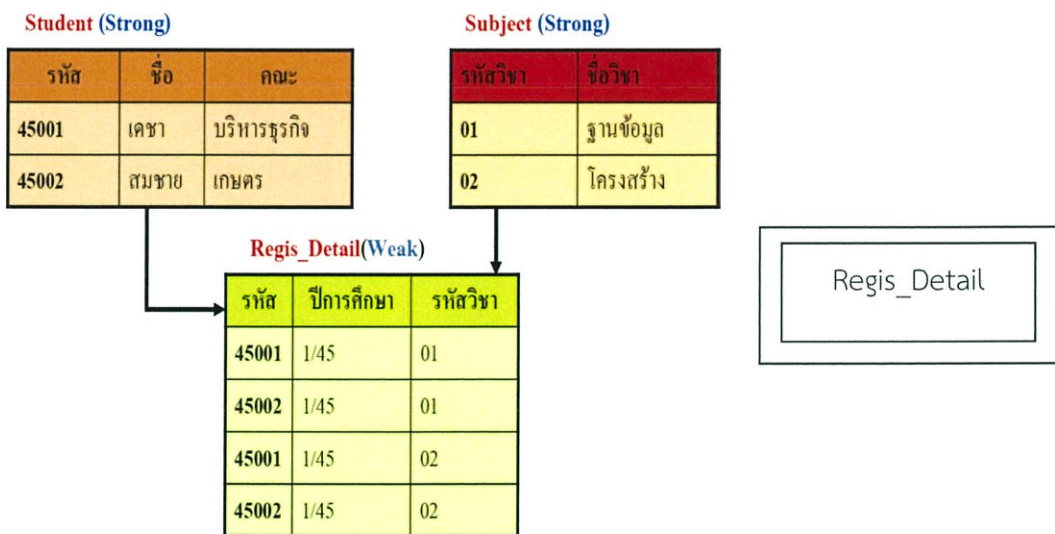 Student (Strong)
รหัส ชื่อ คณะ
45001 เดชา บริหารธุรกิจ
45002 สมชาย เกษตร
Subject (Strong)
รหัสวิชา ชื่อวิชา
01 ฐานข้อมูล
02 โครงสร้าง
Regis_Detail(Weak)
รหัส ปีการศึกษา รหัสวิชา
45001 1/45 01
45002 1/45 01
45001 1/45 02
45002 1/45 02
Regis_Detail